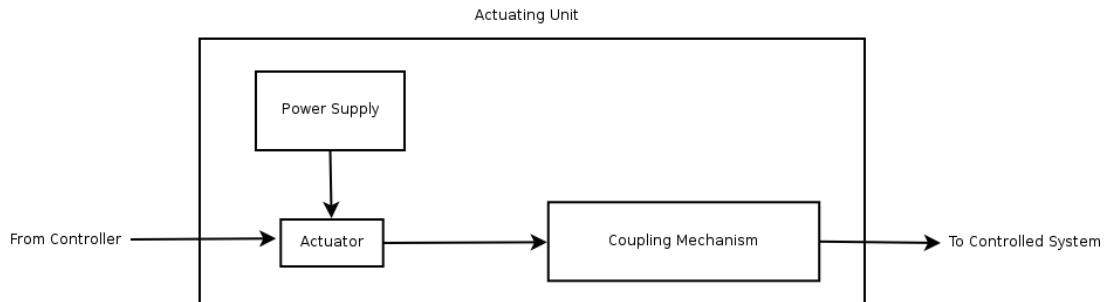 Actuating Unit
Power Supply
From Controller
Actuator
Coupling Mechanism
To Controlled System